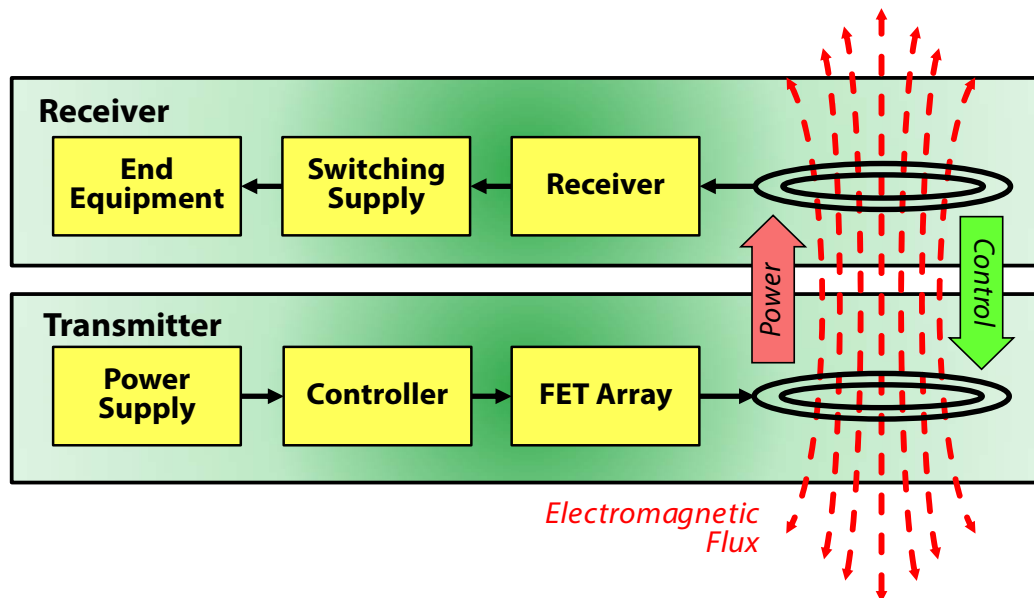 Receiver
End
Equipment
Switching
Supply
Receiver
Power
Control
Transmitter
Power
Supply
Controller
FET Array
Electromagnetic
Flux